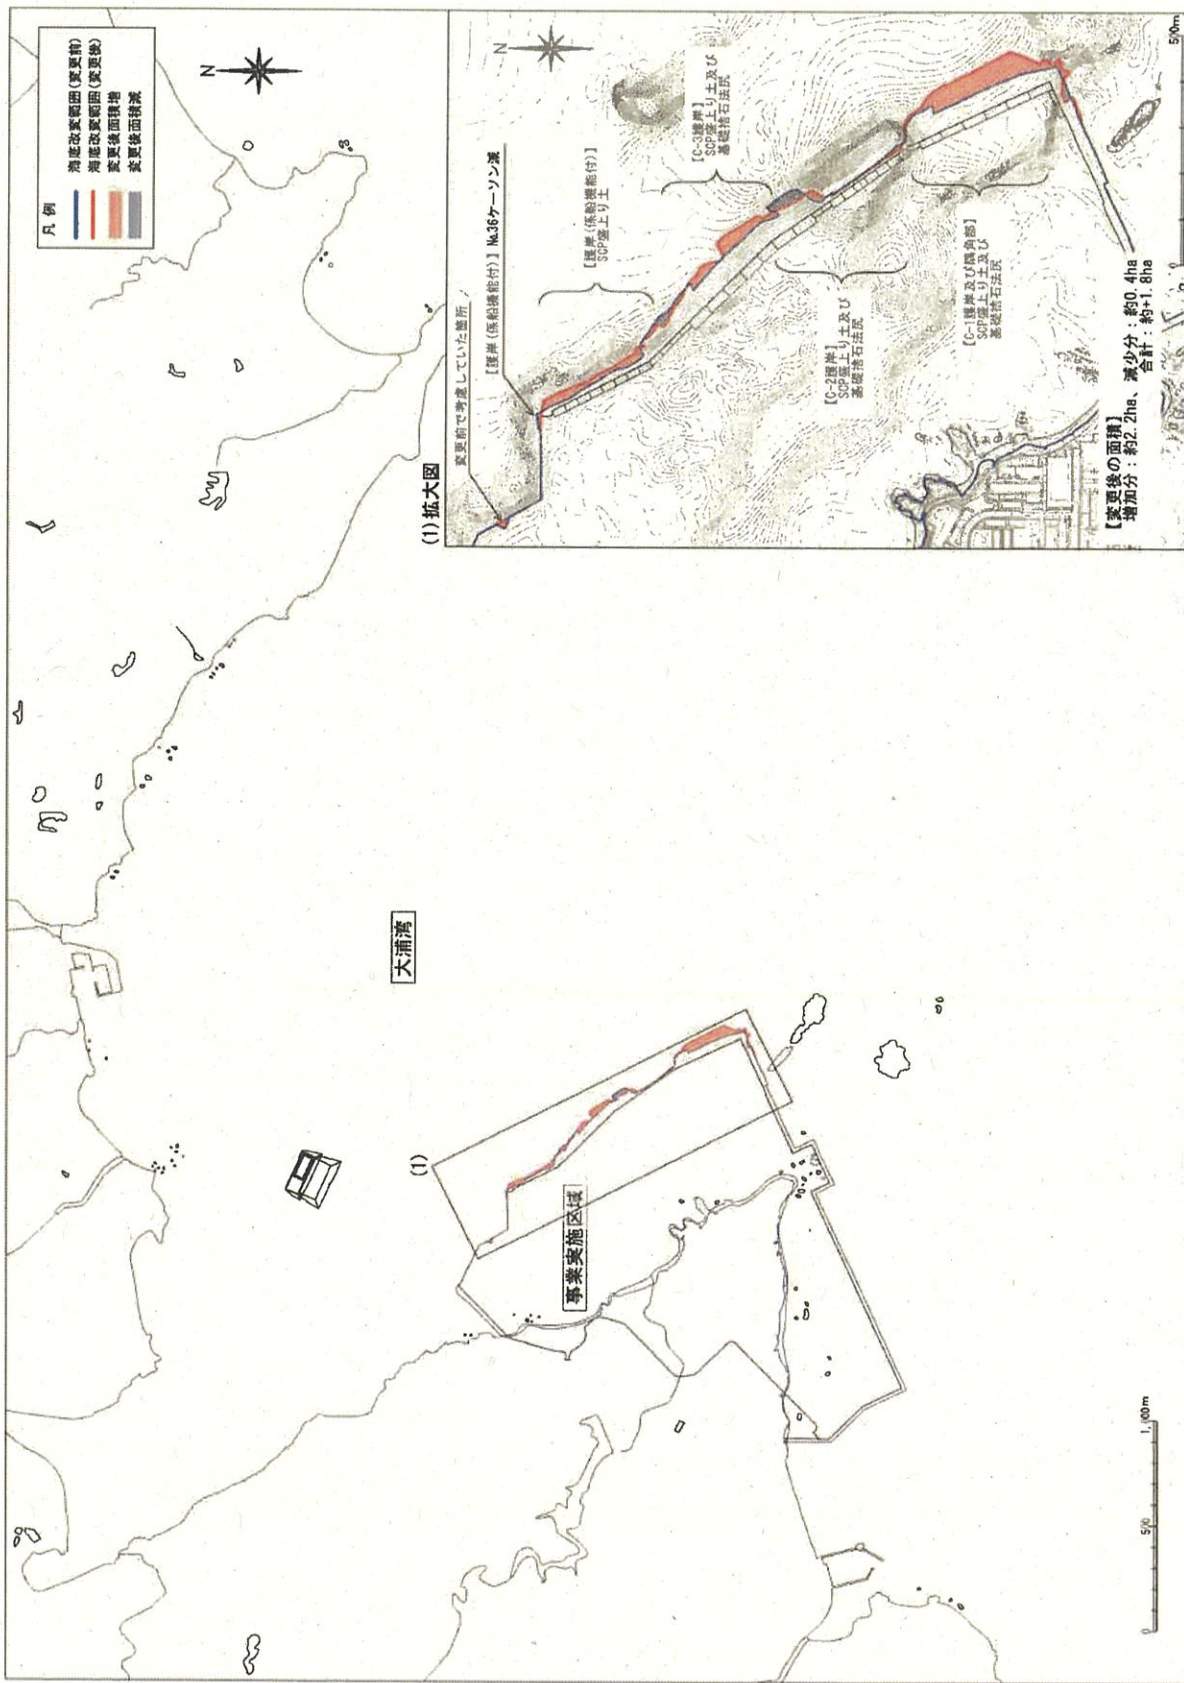 凡例
海底改変範囲(変更前)
海底改変範囲(変更後)
変更後面積増
変更後面積減
N
(1)拡大図
N
変更前で考慮していた箇所
【護岸(係船機能付)】№36ケーソン減
【護岸(係船機能付)】
SCP盛上り土
【C-3護岸】
SCP盛上り土及び
基礎捨石法尻
【C-2護岸】
SCP盛上り土及び
基礎捨石法尻
【C-1護岸及び隅角部】
SCP盛上り土及び
基礎捨石法尻
【変更後の面積】
増加分:約2.2ha、減少分:約0.4ha
合計:約+1.8ha
0
500m
大浦湾
(1)
事業実施区域
0
500
1,000m